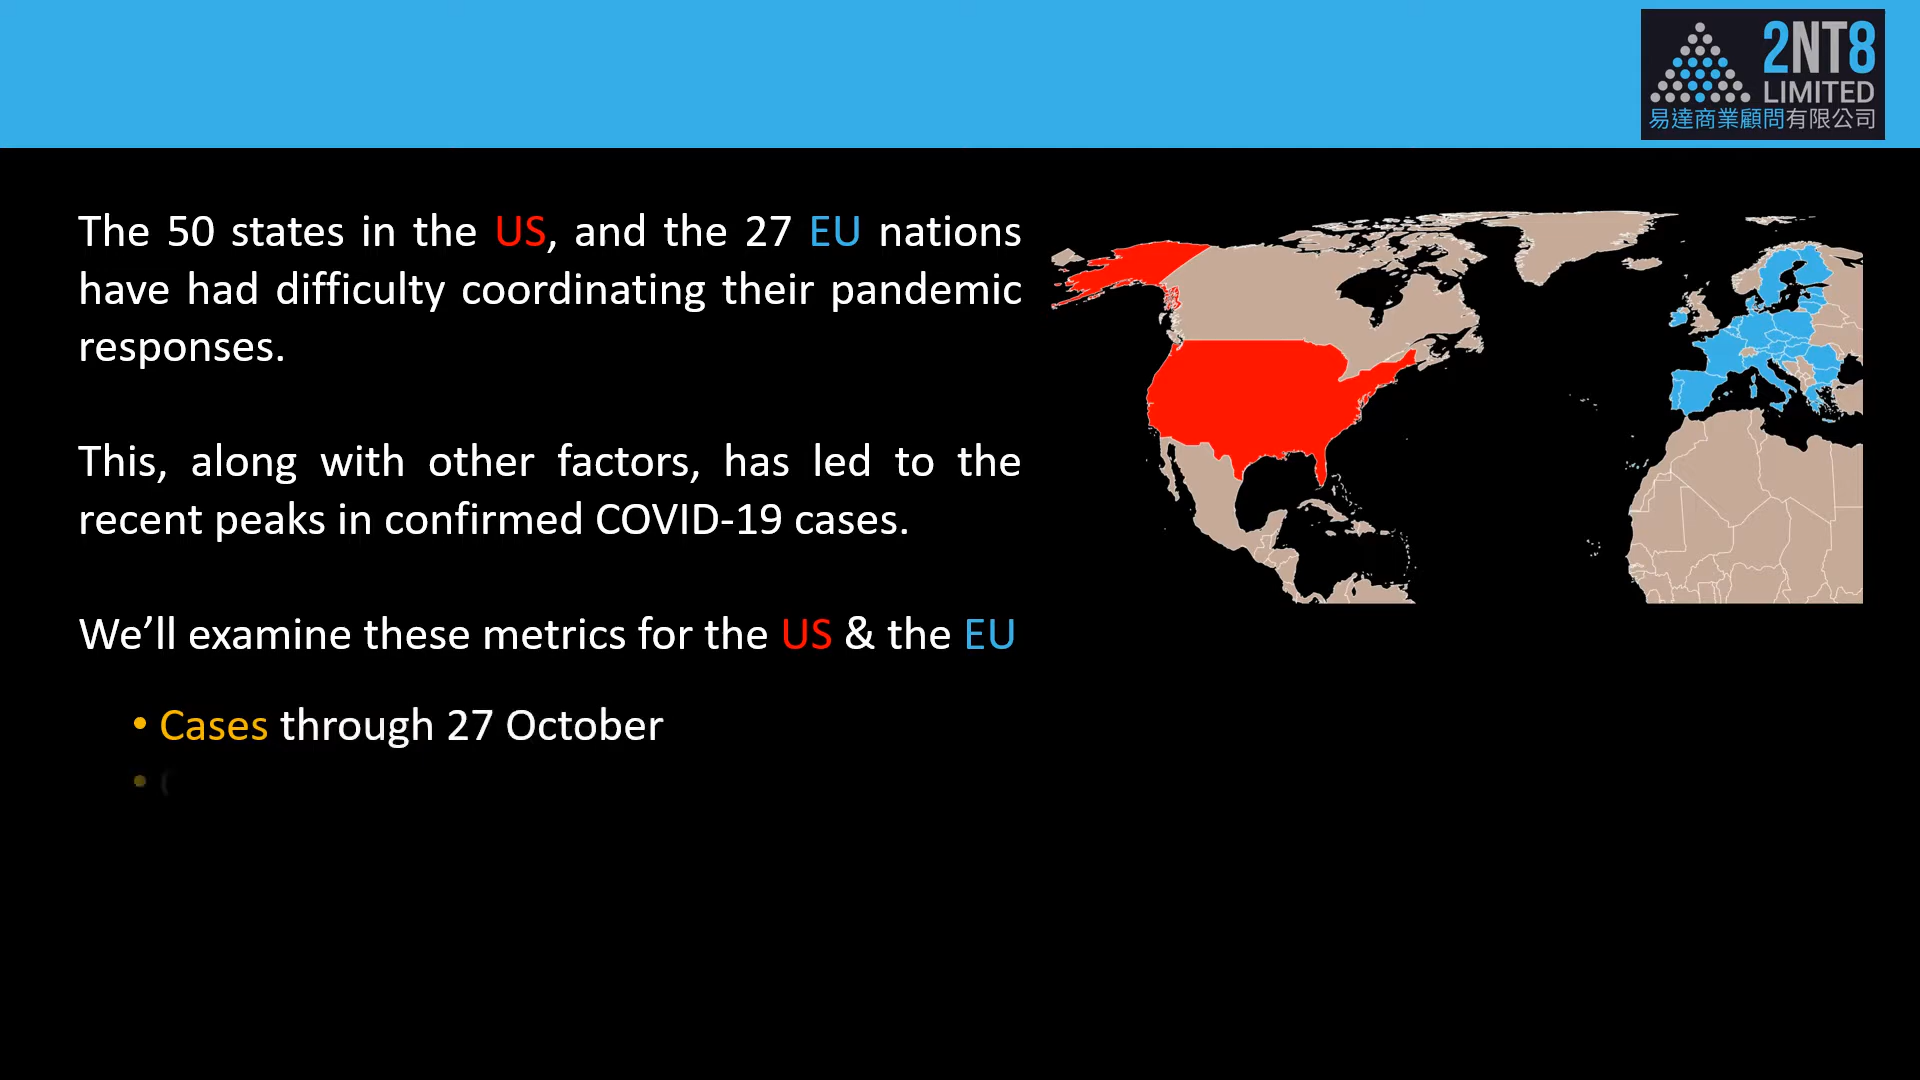 2NT8
LIMITED
易達商業顧問有限公司
The 50 states in the US, and the 27 EU nations
have had difficulty coordinating their pandemic
responses.
This, along with other factors, has led to the
recent peaks in confirmed COVID-19 cases.
We’ll examine these metrics for the US & the EU
• Cases through 27 October